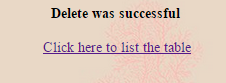 Delete was successful
Click here to list the table